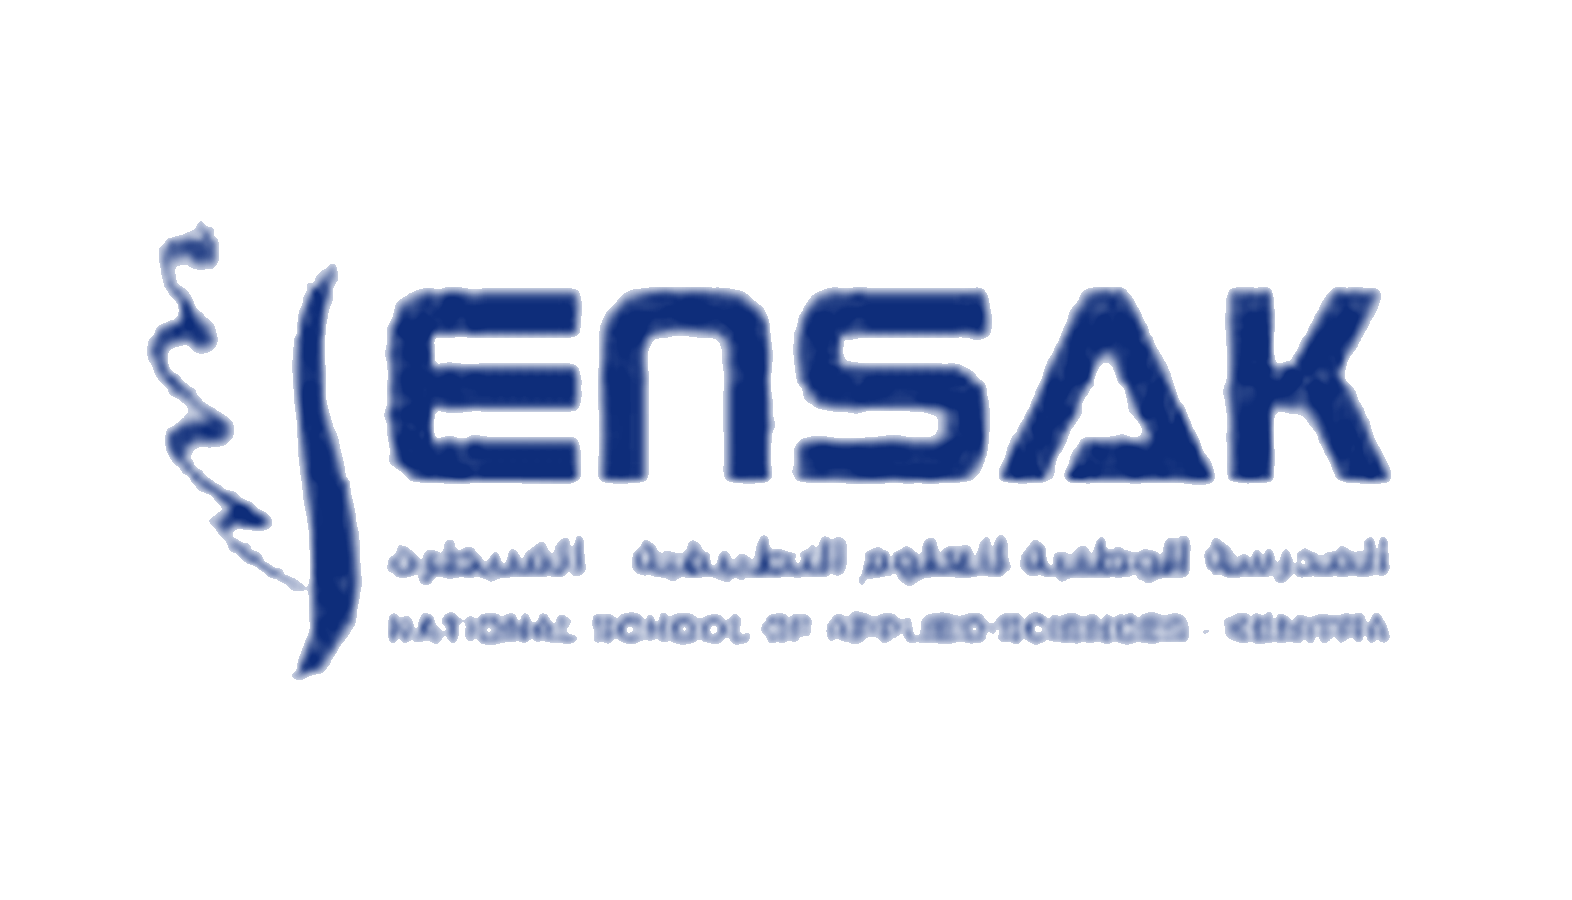 ENSAK
المدرسة الوطنية للعلوم التطبيقية القنيطرة
NATIONAL SCHOOL OF APPLIED SCIENCES - KENITRA